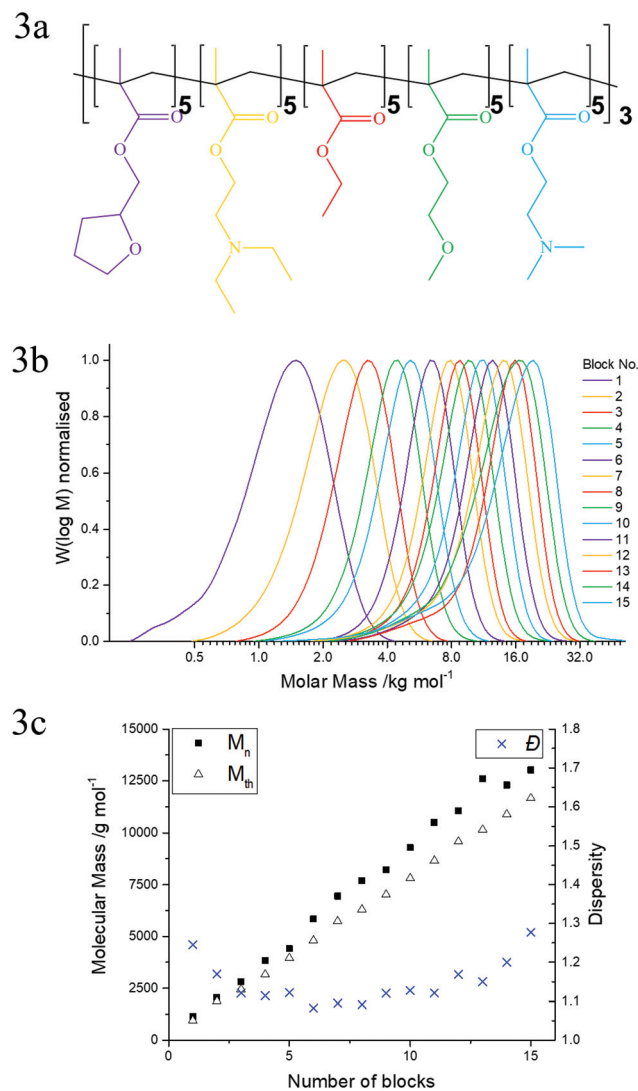 3a
5 5 5 5 5 3
O O O O O
O O O O O
O N O N
3b
W(log M) normalised
1.0
0.8
0.6
0.4
0.2
0.0
0.5 1.0 2.0 4.0 8.0 16.0 32.0
Molar Mass /kg mol⁻¹
Block No.
1
2
3
4
5
6
7
8
9
10
11
12
13
14
15
3c
Molecular Mass /g mol⁻¹
15000
12500
10000
7500
5000
2500
0
Mₙ
Mₜₕ
Đ
1.8
1.7
1.6
1.5
1.4
1.3
1.2
1.1
1.0
Dispersity
0 5 10 15
Number of blocks